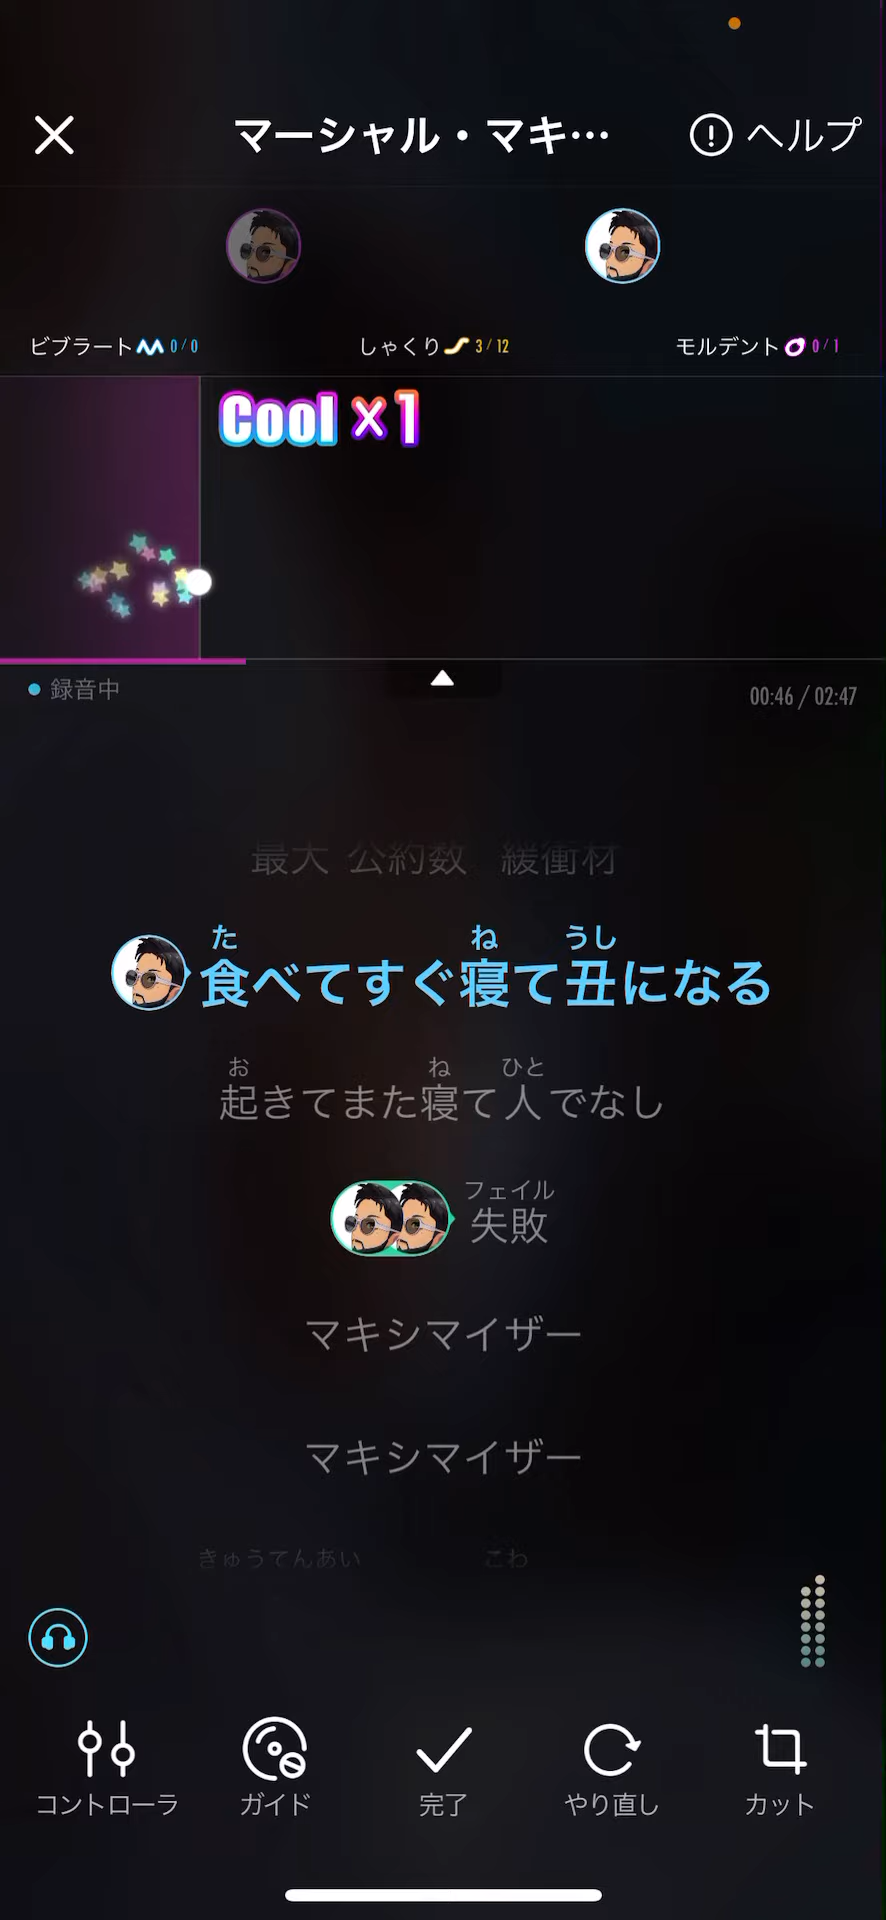 マーシャル・マキ…
ヘルプ
ビブラート 0/0
しゃくり 3/12
モルデント 0/1
Cool×1
録音中
00:46 / 02:47
最大 公約数 緩衝材
た ね うし
食べてすぐ寝て丑になる
お ね ひと
起きてまた寝て人でなし
フェイル
失敗
マキシマイザー
マキシマイザー
きゅうてんあい こわ
コントローラ
ガイド
完了
やり直し
カット